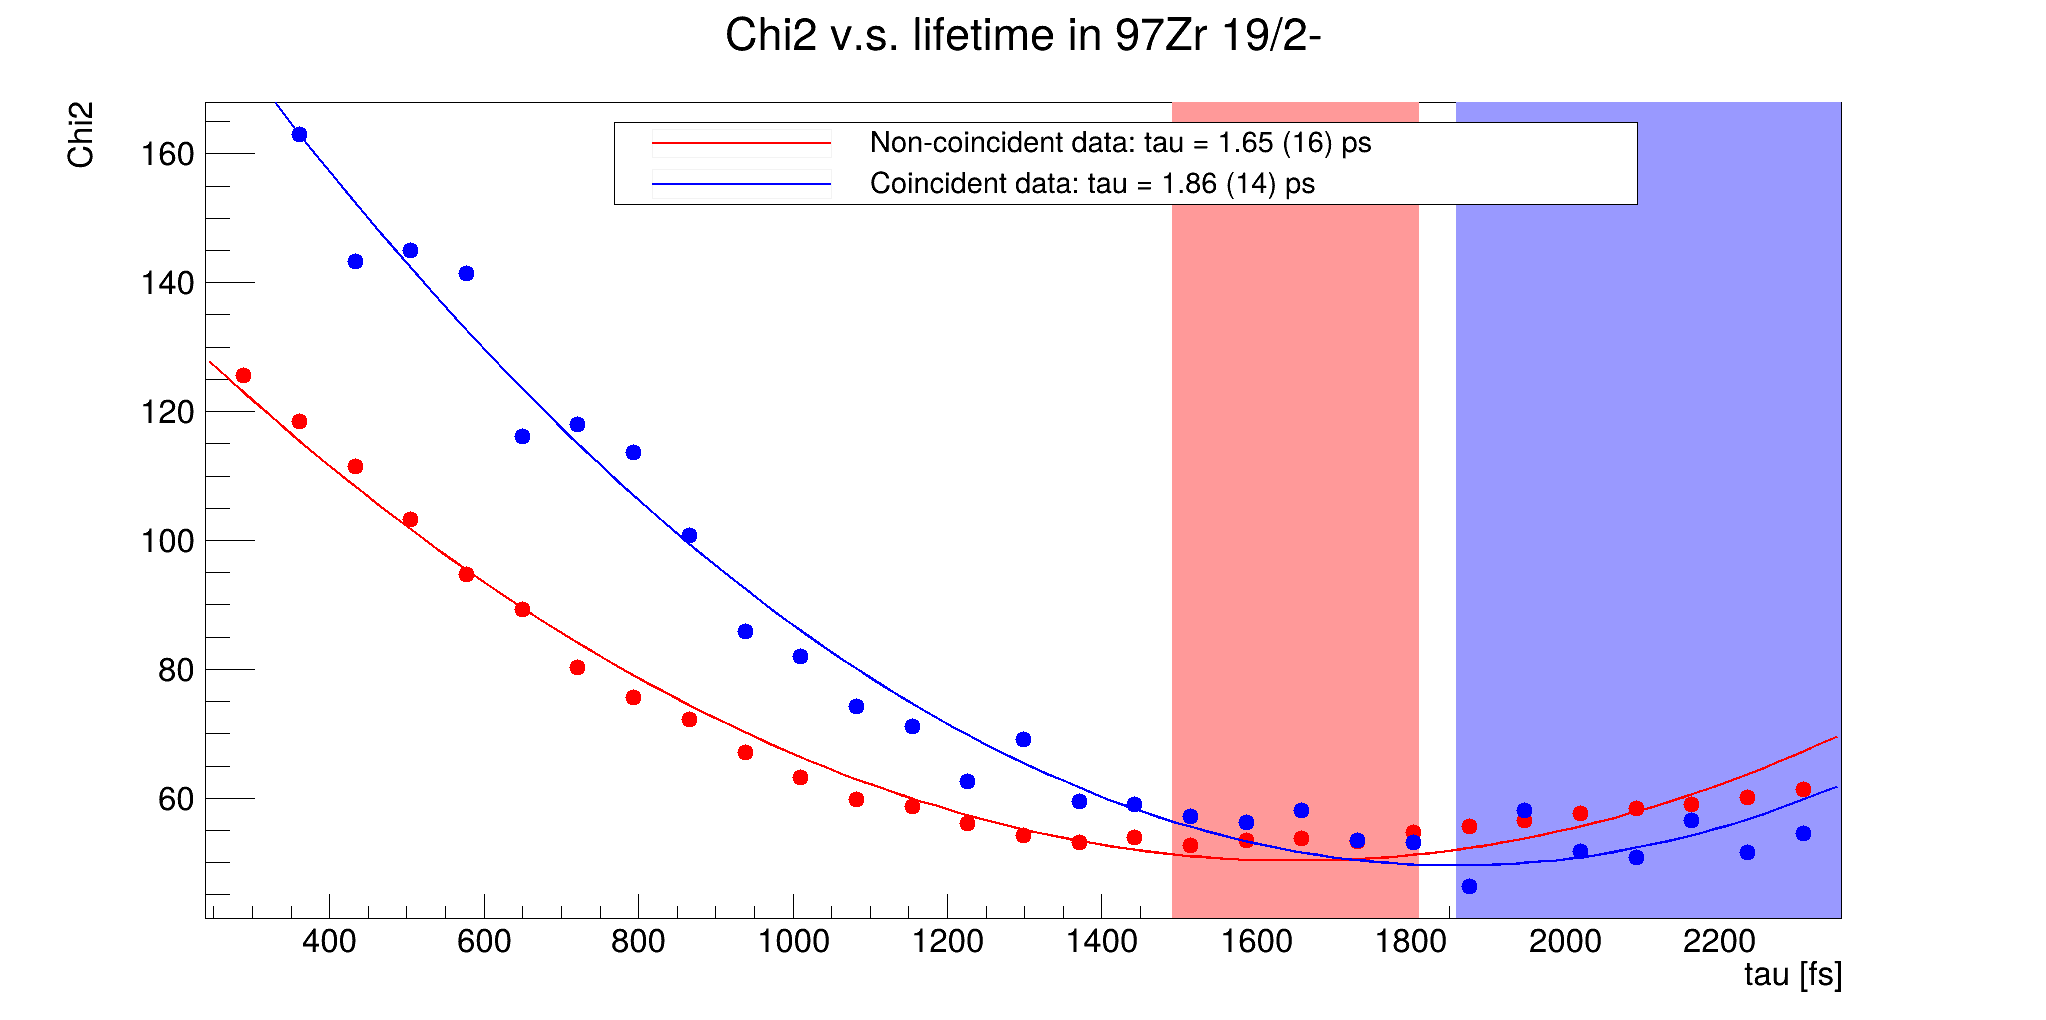 Chi2 v.s. lifetime in 97Zr 19/2-
Chi2
Non-coincident data: tau = 1.65 (16) ps
Coincident data: tau = 1.86 (14) ps
160
140
120
100
80
60
400 600 800 1000 1200 1400 1600 1800 2000 2200
tau [fs]